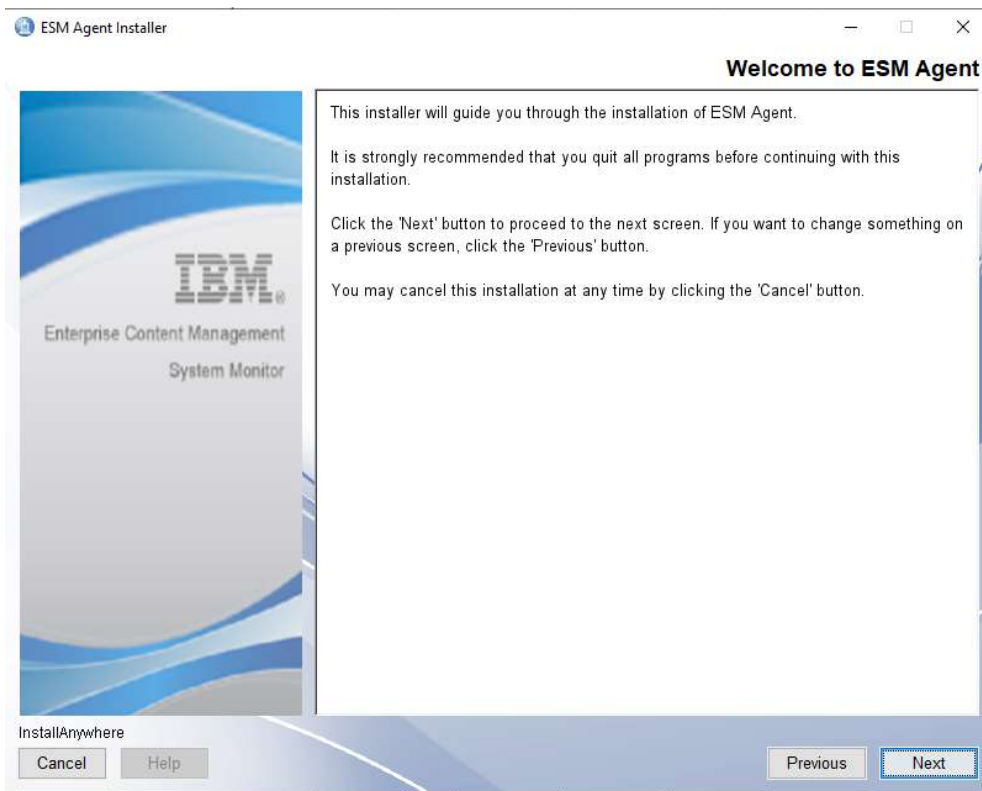 ESM Agent Installer
Welcome to ESM Agent
This installer will guide you through the installation of ESM Agent.
It is strongly recommended that you quit all programs before continuing with this
installation.
Click the 'Next' button to proceed to the next screen. If you want to change something on
a previous screen, click the 'Previous' button.
You may cancel this installation at any time by clicking the 'Cancel' button.
IBM®
Enterprise Content Management
System Monitor
InstallAnywhere
Cancel
Help
Previous
Next